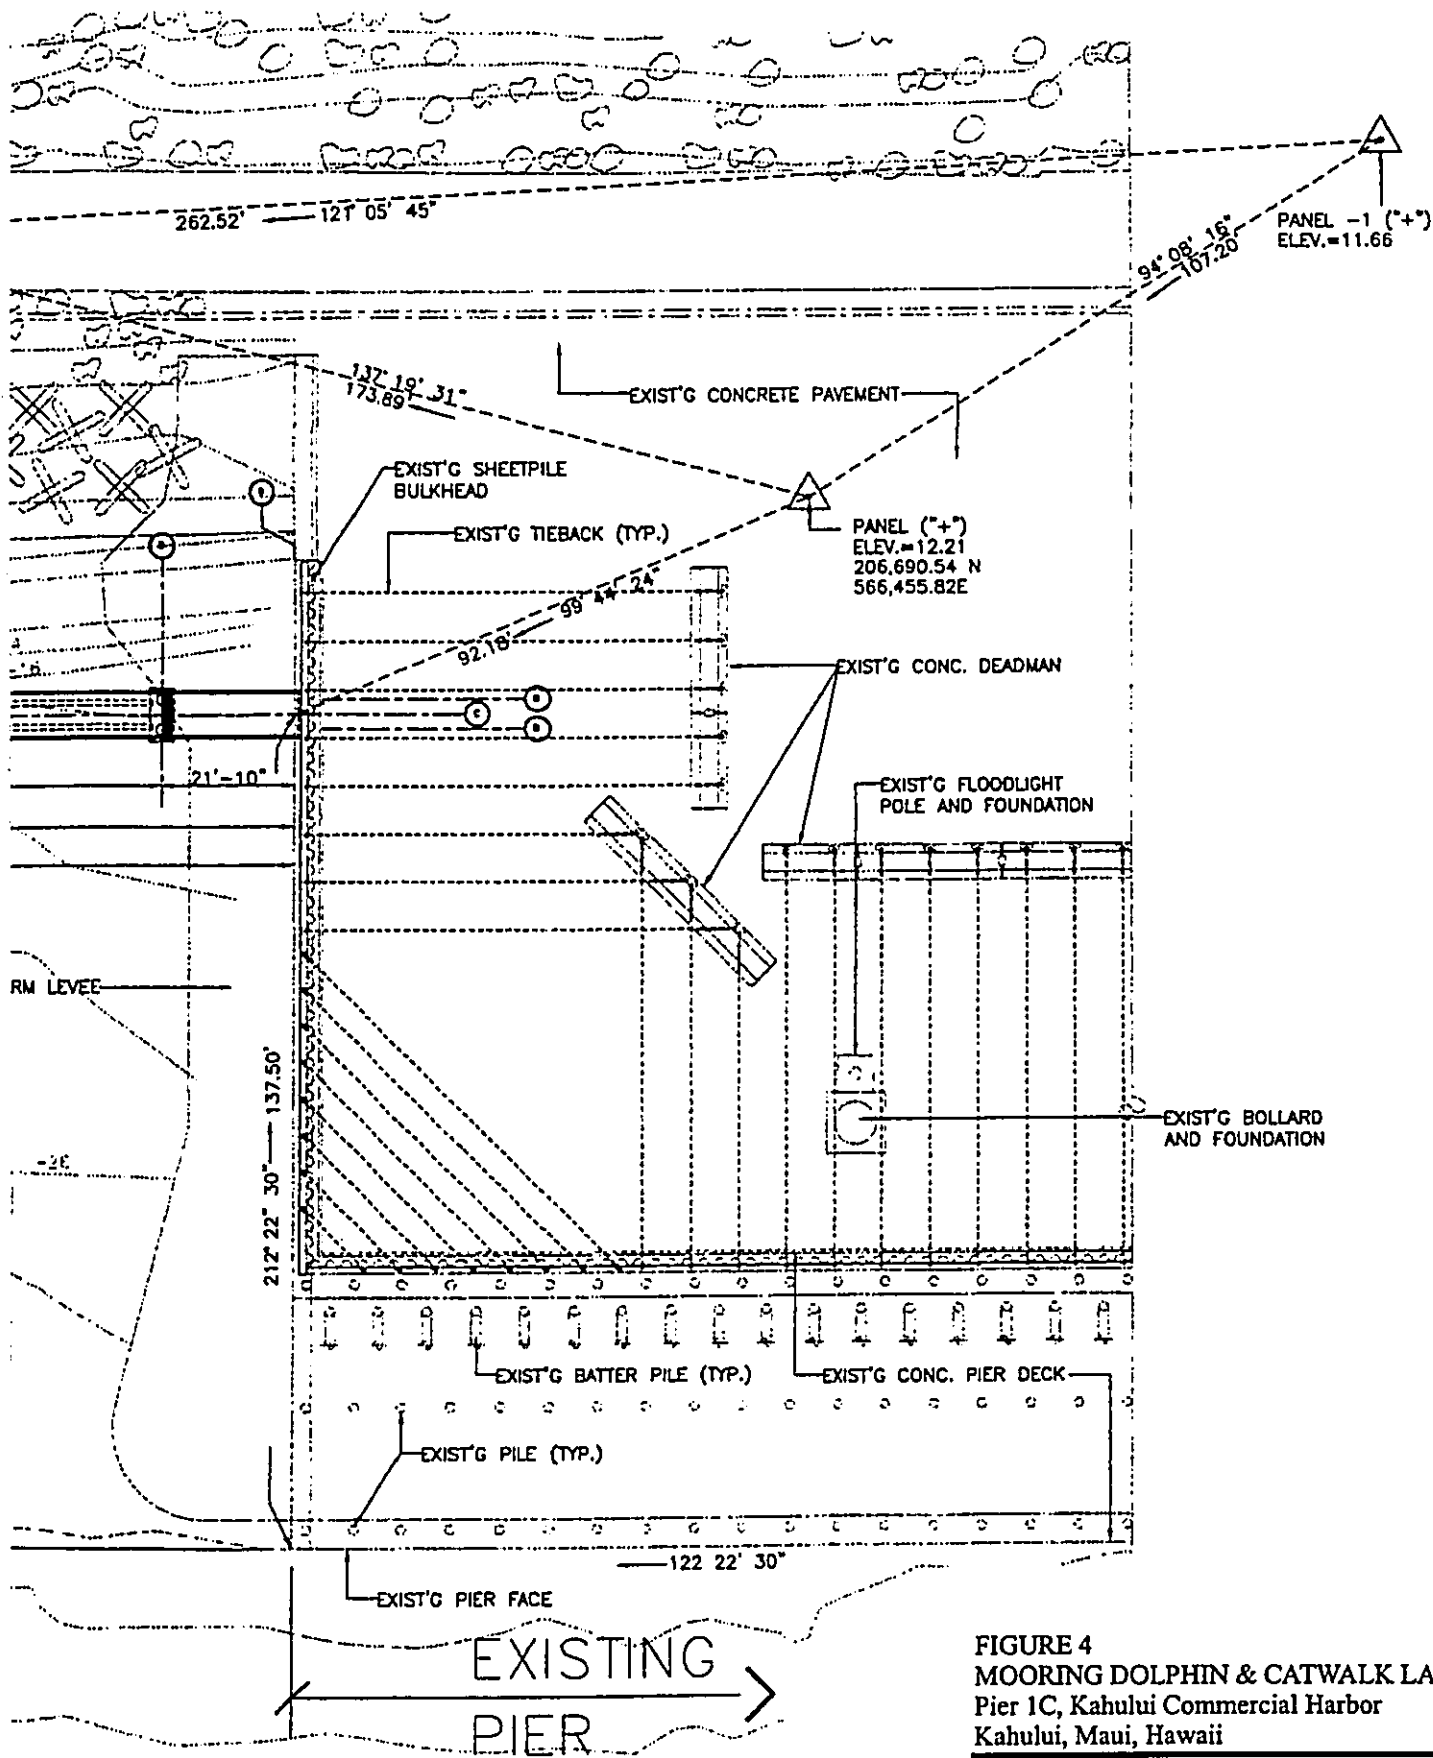 262.52' 121° 05' 45"
PANEL -1 ("+")
ELEV.=11.66
94° 08' 16"
107.20
137° 19' 31"
173.89
EXIST'G CONCRETE PAVEMENT
EXIST'G SHEETPILE
BULKHEAD
EXIST'G TIEBACK (TYP.)
PANEL ("+")
ELEV.=12.21
206,690.54 N
566,455.82E
92.18' 99 44' 24"
EXIST'G CONC. DEADMAN
C
21'-10"
EXIST'G FLOODLIGHT
POLE AND FOUNDATION
RM LEVEE
212° 22' 30" 137.50'
EXIST'G BOLLARD
AND FOUNDATION
EXIST'G BATTER PILE (TYP.)
EXIST'G CONC. PIER DECK
EXIST'G PILE (TYP.)
122 22' 30"
EXIST'G PIER FACE
EXISTING
PIER
FIGURE 4
MOORING DOLPHIN & CATWALK LA
Pier 1C, Kahului Commercial Harbor
Kahului, Maui, Hawaii